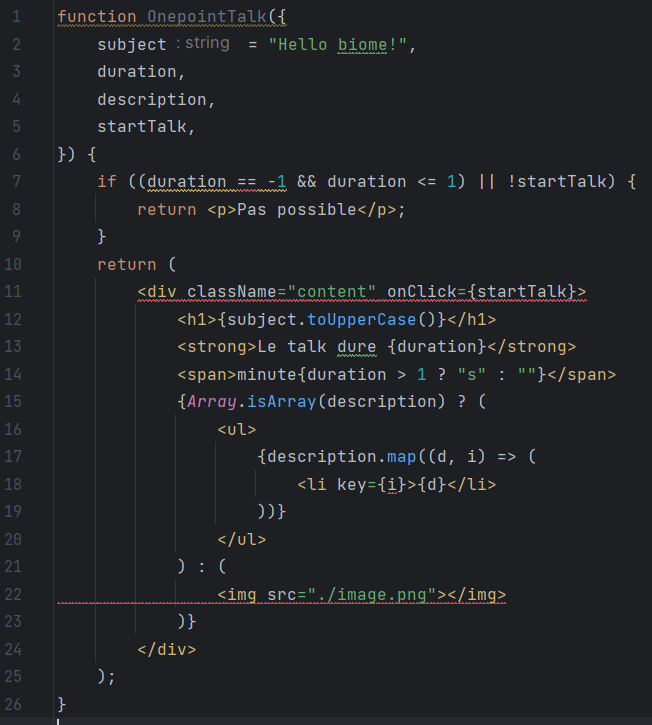 1 function OnepointTalk({
2     subject : string = "Hello biome!",
3     duration,
4     description,
5     startTalk,
6 }) {
7     if ((duration == -1 && duration <= 1) || !startTalk) {
8         return <p>Pas possible</p>;
9     }
10     return (
11         <div className="content" onClick={startTalk}>
12             <h1>{subject.toUpperCase()}</h1>
13             <strong>Le talk dure {duration}</strong>
14             <span>minute{duration > 1 ? "s" : ""}</span>
15             {Array.isArray(description) ? (
16                 <ul>
17                     {description.map((d, i) => (
18                         <li key={i}>{d}</li>
19                     ))}
20                 </ul>
21             ) : (
22                 <img src="./image.png"></img>
23             )}
24         </div>
25     );
26 }